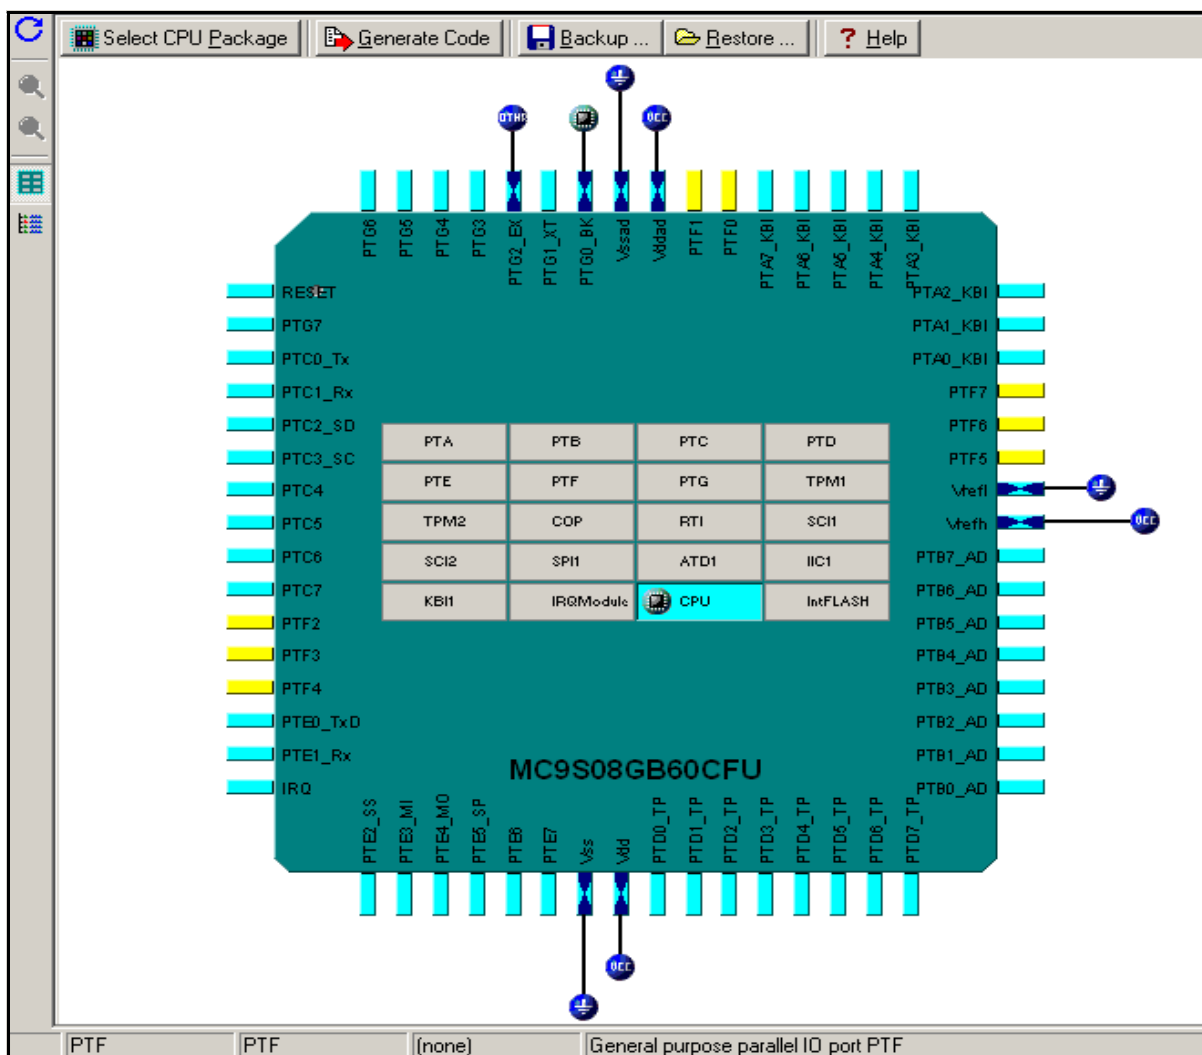 Select CPU Package Generate Code Backup ... Restore ... ? Help
OTHR VCC
PTG6 PTG5 PTG4 PTG3 PTG2_EX PTG1_XT PTG0_BK Vssad Vddad PTF1 PTF0 PTA7_KBI PTA6_KBI PTA5_KBI PTA4_KBI PTA3_KBI
RESET PTA2_KBI
PTG7 PTA1_KBI
PTC0_Tx PTA0_KBI
PTC1_Rx PTF7
PTC2_SD PTF6
PTC3_SC PTF5
PTC4 Vrefl
PTC5 Vrefh VCC
PTC6 PTB7_AD
PTC7 PTB6_AD
PTF2 PTB5_AD
PTF3 PTB4_AD
PTF4 PTB3_AD
PTE0_TxD PTB2_AD
PTE1_Rx PTB1_AD
IRQ PTB0_AD
PTA PTB PTC PTD
PTE PTF PTG TPM1
TPM2 COP RTI SCI1
SCI2 SPI1 ATD1 IIC1
KBI1 IRQModule CPU IntFLASH
MC9S08GB60CFU
PTE2_SS PTE3_MI PTE4_MO PTE5_SP PTE6 PTE7 Vss Vdd PTD0_TP PTD1_TP PTD2_TP PTD3_TP PTD4_TP PTD5_TP PTD6_TP PTD7_TP
VCC
PTF PTF (none) General purpose parallel IO port PTF